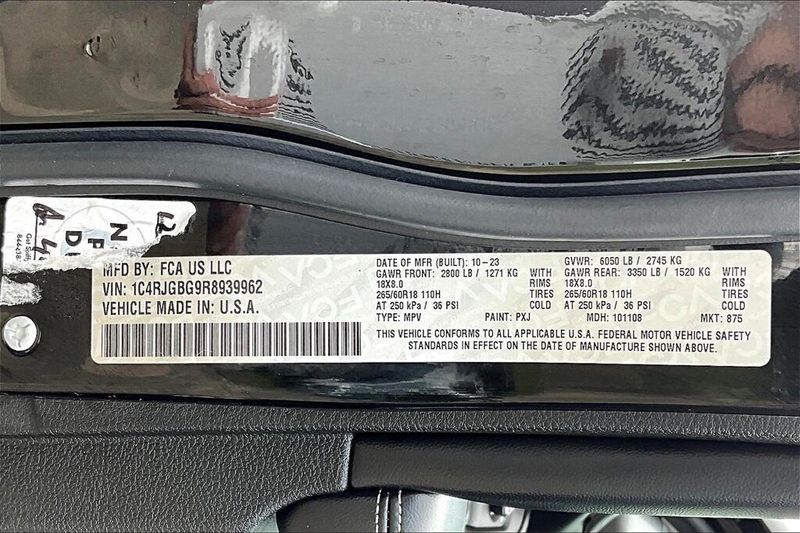 MFD BY: FCA US LLC
VIN: 1C4RJGBG9R8939962
VEHICLE MADE IN: U.S.A.
DATE OF MFR (BUILT): 10-23 GVWR: 6050 LB / 2745 KG
GAWR FRONT: 2800 LB / 1271 KG WITH GAWR REAR: 3350 LB / 1520 KG WITH
18X8.0 RIMS 18X8.0 RIMS
265/60R18 110H TIRES 265/60R18 110H TIRES
AT 250 kPa / 36 PSI COLD AT 250 kPa / 36 PSI COLD
TYPE: MPV PAINT: PXJ MDH: 101108 MKT: 875
THIS VEHICLE CONFORMS TO ALL APPLICABLE U.S.A. FEDERAL MOTOR VEHICLE SAFETY
STANDARDS IN EFFECT ON THE DATE OF MANUFACTURE SHOWN ABOVE.